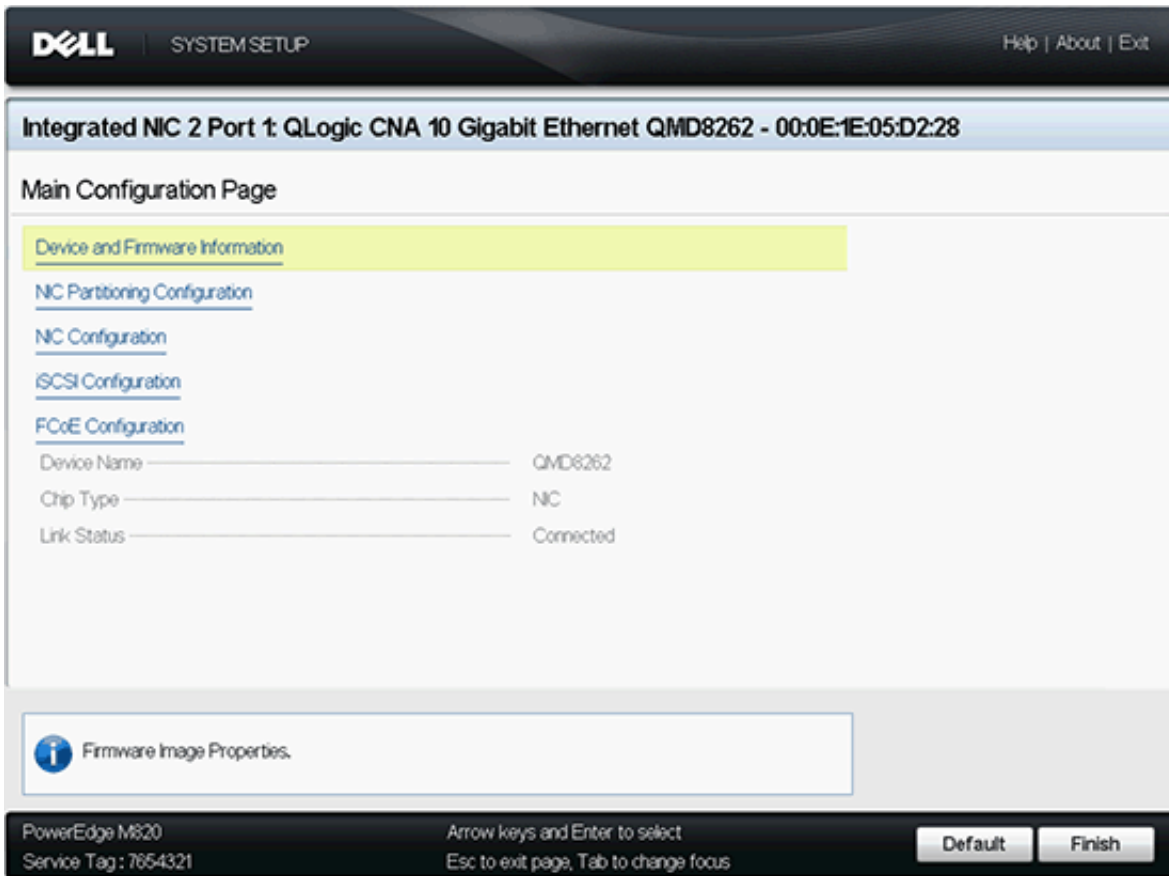 DELL SYSTEM SETUP Help | About | Exit
Integrated NIC 2 Port 1: QLogic CNA 10 Gigabit Ethernet QMD8262 - 00:0E:1E:05:D2:28
Main Configuration Page
Device and Firmware Information
NIC Partitioning Configuration
NIC Configuration
iSCSI Configuration
FCoE Configuration
Device Name QMD8262
Chip Type NIC
Link Status Connected
Firmware Image Properties.
PowerEdge M820 Arrow keys and Enter to select
Service Tag : 7654321 Esc to exit page, Tab to change focus
Default Finish